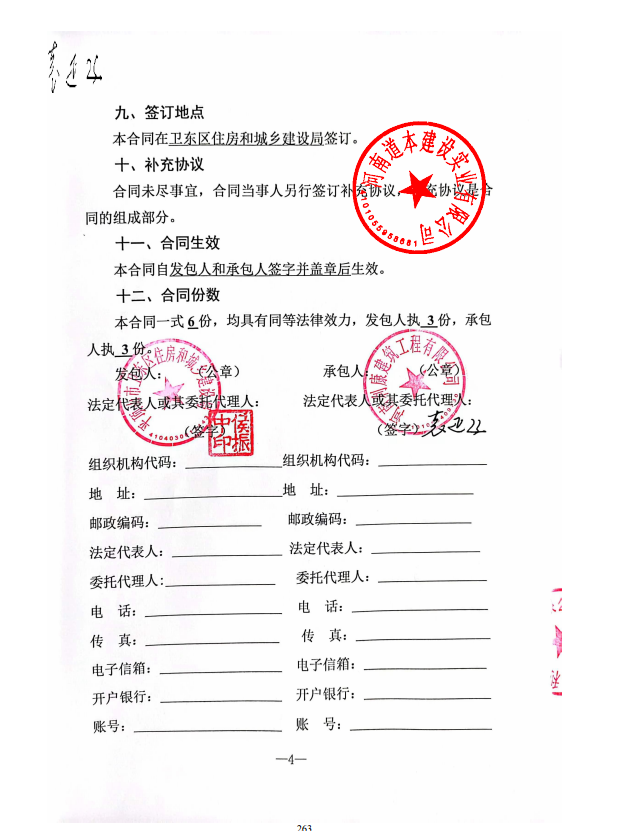 九、签订地点
本合同在卫东区住房和城乡建设局签订。
十、补充协议
合同未尽事宜，合同当事人另行签订补充协议，充协议是合
同的组成部分。
河南道本建设实业有限公司
十一、合同生效
本合同自发包人和承包人签字并盖章后生效。
十二、合同份数
本合同一式 6 份，均具有同等法律效力，发包人执 3 份，承包
人执 3 份。
发包人： （公章） 承包人： （公章）
法定代表人或其委托代理人： 法定代表人或其委托代理人：
（签字） （签字）
组织机构代码： 组织机构代码：
地 址： 地 址：
邮政编码： 邮政编码：
法定代表人： 法定代表人：
委托代理人: 委托代理人：
电 话： 电 话：
传 真： 传 真：
电子信箱： 电子信箱：
开户银行： 开户银行：
账号： 账 号：
—4—
263